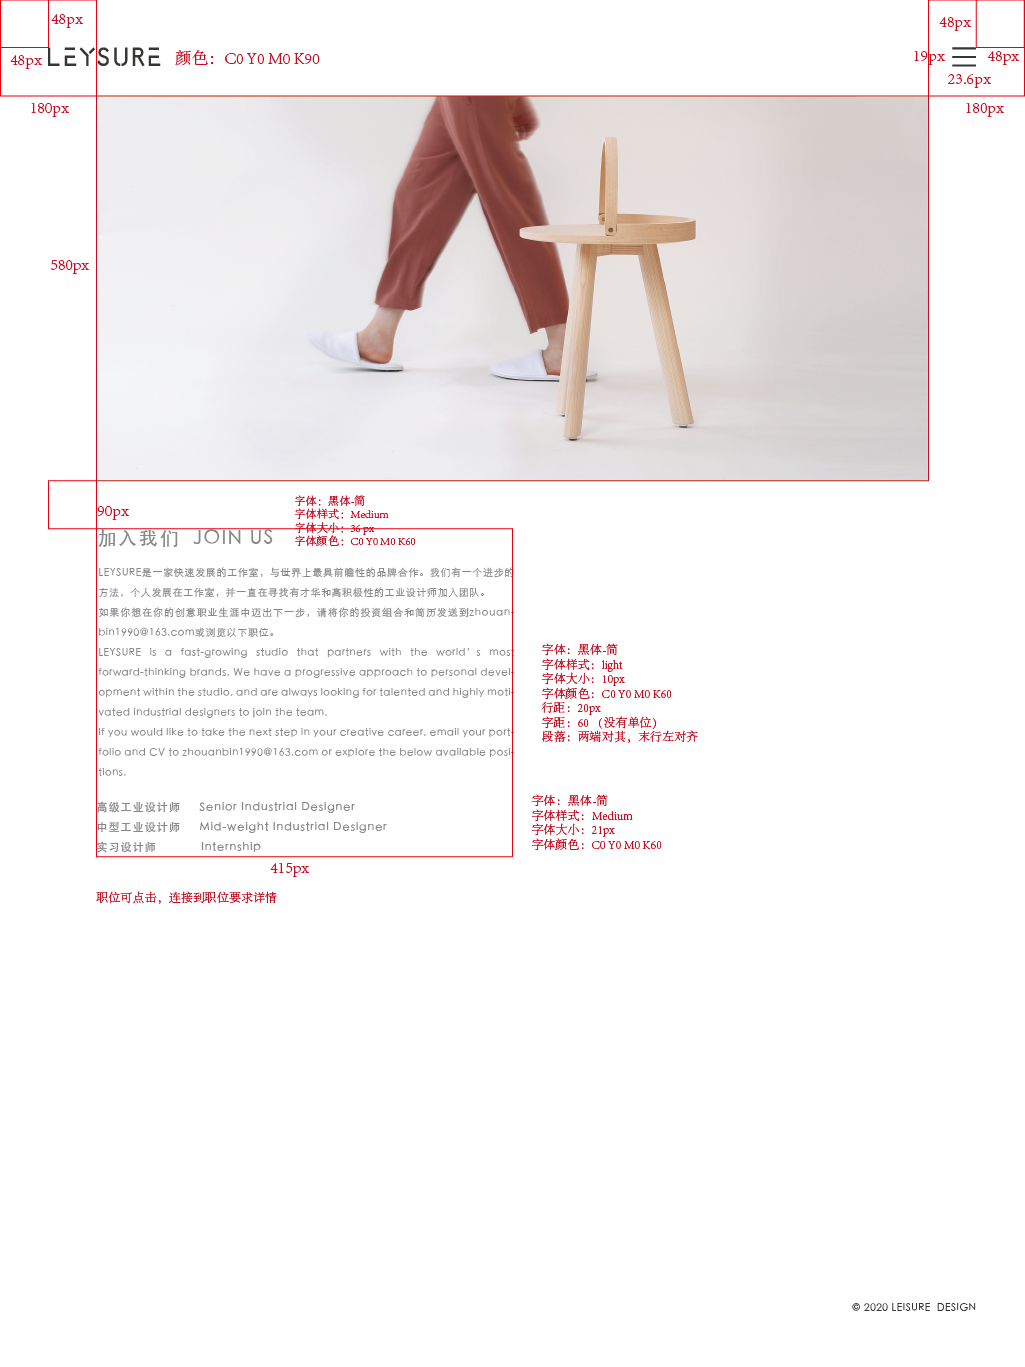 48px
48px
48px
LEYSURE
颜色：C0 Y0 M0 K90
19px
48px
23.6px
180px
180px
580px
90px
字体：黑体-简
字体样式：Medium
字体大小：36 px
字体颜色：C0 Y0 M0 K60
加入我们 JOIN US
LEYSURE是一家快速发展的工作室，与世界上最具前瞻性的品牌合作。我们有一个进步的
方法，个人发展在工作室，并一直在寻找有才华和高积极性的工业设计师加入团队。
如果你想在你的创意职业生涯中迈出下一步，请将你的投资组合和简历发送到zhouan-
bin1990@163.com或浏览以下职位。
LEYSURE is a fast-growing studio that partners with the world’s most
forward-thinking brands. We have a progressive approach to personal devel-
opment within the studio, and are always looking for talented and highly moti-
vated industrial designers to join the team.
If you would like to take the next step in your creative career, email your port-
folio and CV to zhouanbin1990@163.com or explore the below available posi-
tions.
字体：黑体-简
字体样式：light
字体大小：10px
字体颜色：C0 Y0 M0 K60
行距：20px
字距：60 （没有单位）
段落：两端对其，末行左对齐
高级工业设计师 Senior Industrial Designer
中型工业设计师 Mid-weight Industrial Designer
实习设计师 Internship
字体：黑体-简
字体样式：Medium
字体大小：21px
字体颜色：C0 Y0 M0 K60
415px
职位可点击，连接到职位要求详情
© 2020 LEISURE DESIGN